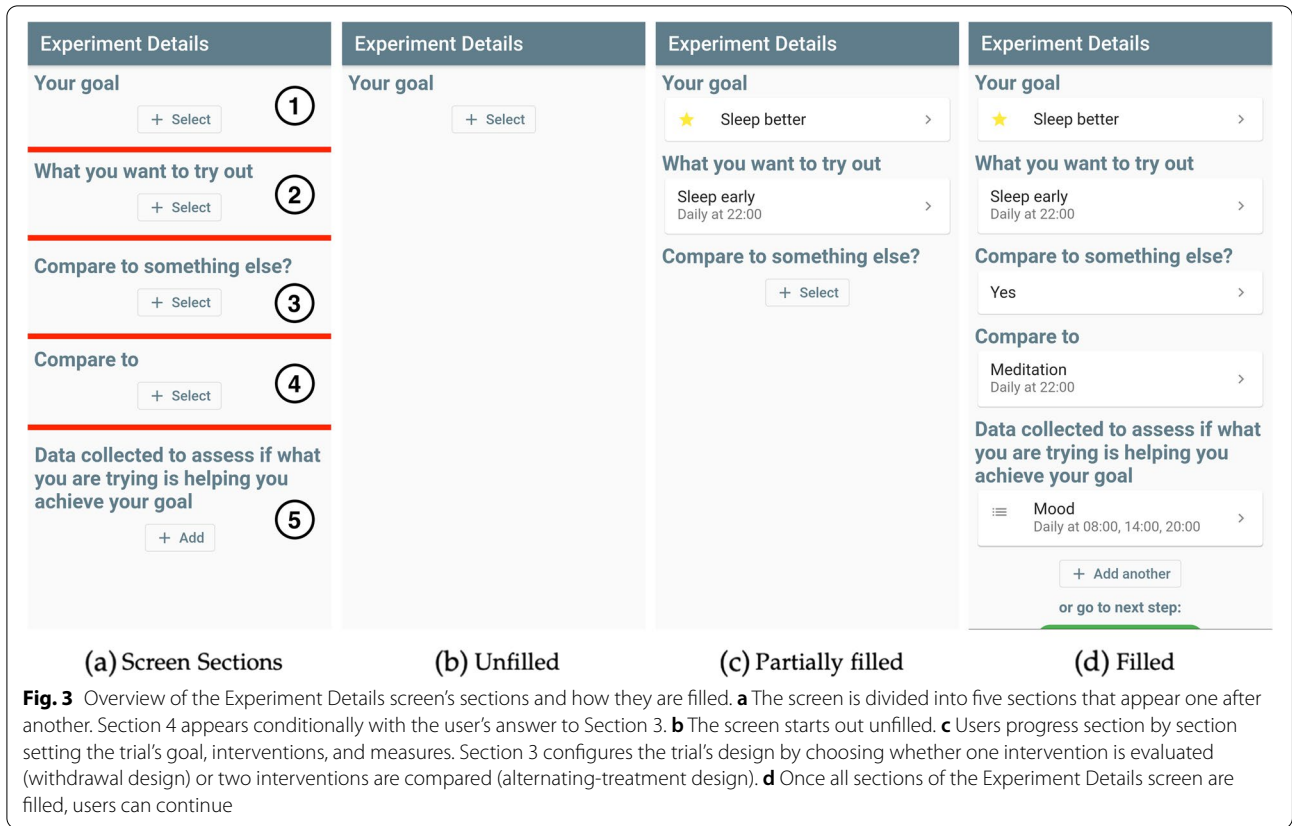 Experiment Details
Your goal
+ Select
1
What you want to try out
+ Select
2
Compare to something else?
+ Select
3
Compare to
+ Select
4
Data collected to assess if what
you are trying is helping you
achieve your goal
+ Add
5
(a) Screen Sections
Experiment Details
Your goal
+ Select
(b) Unfilled
Experiment Details
Your goal
Sleep better
What you want to try out
Sleep early
Daily at 22:00
Compare to something else?
+ Select
(c) Partially filled
Experiment Details
Your goal
Sleep better
What you want to try out
Sleep early
Daily at 22:00
Compare to something else?
Yes
Compare to
Meditation
Daily at 22:00
Data collected to assess if what
you are trying is helping you
achieve your goal
Mood
Daily at 08:00, 14:00, 20:00
+ Add another
or go to next step:
(d) Filled
Fig. 3 Overview of the Experiment Details screen's sections and how they are filled. a The screen is divided into five sections that appear one after
another. Section 4 appears conditionally with the user's answer to Section 3. b The screen starts out unfilled. c Users progress section by section
setting the trial's goal, interventions, and measures. Section 3 configures the trial's design by choosing whether one intervention is evaluated
(withdrawal design) or two interventions are compared (alternating-treatment design). d Once all sections of the Experiment Details screen are
filled, users can continue